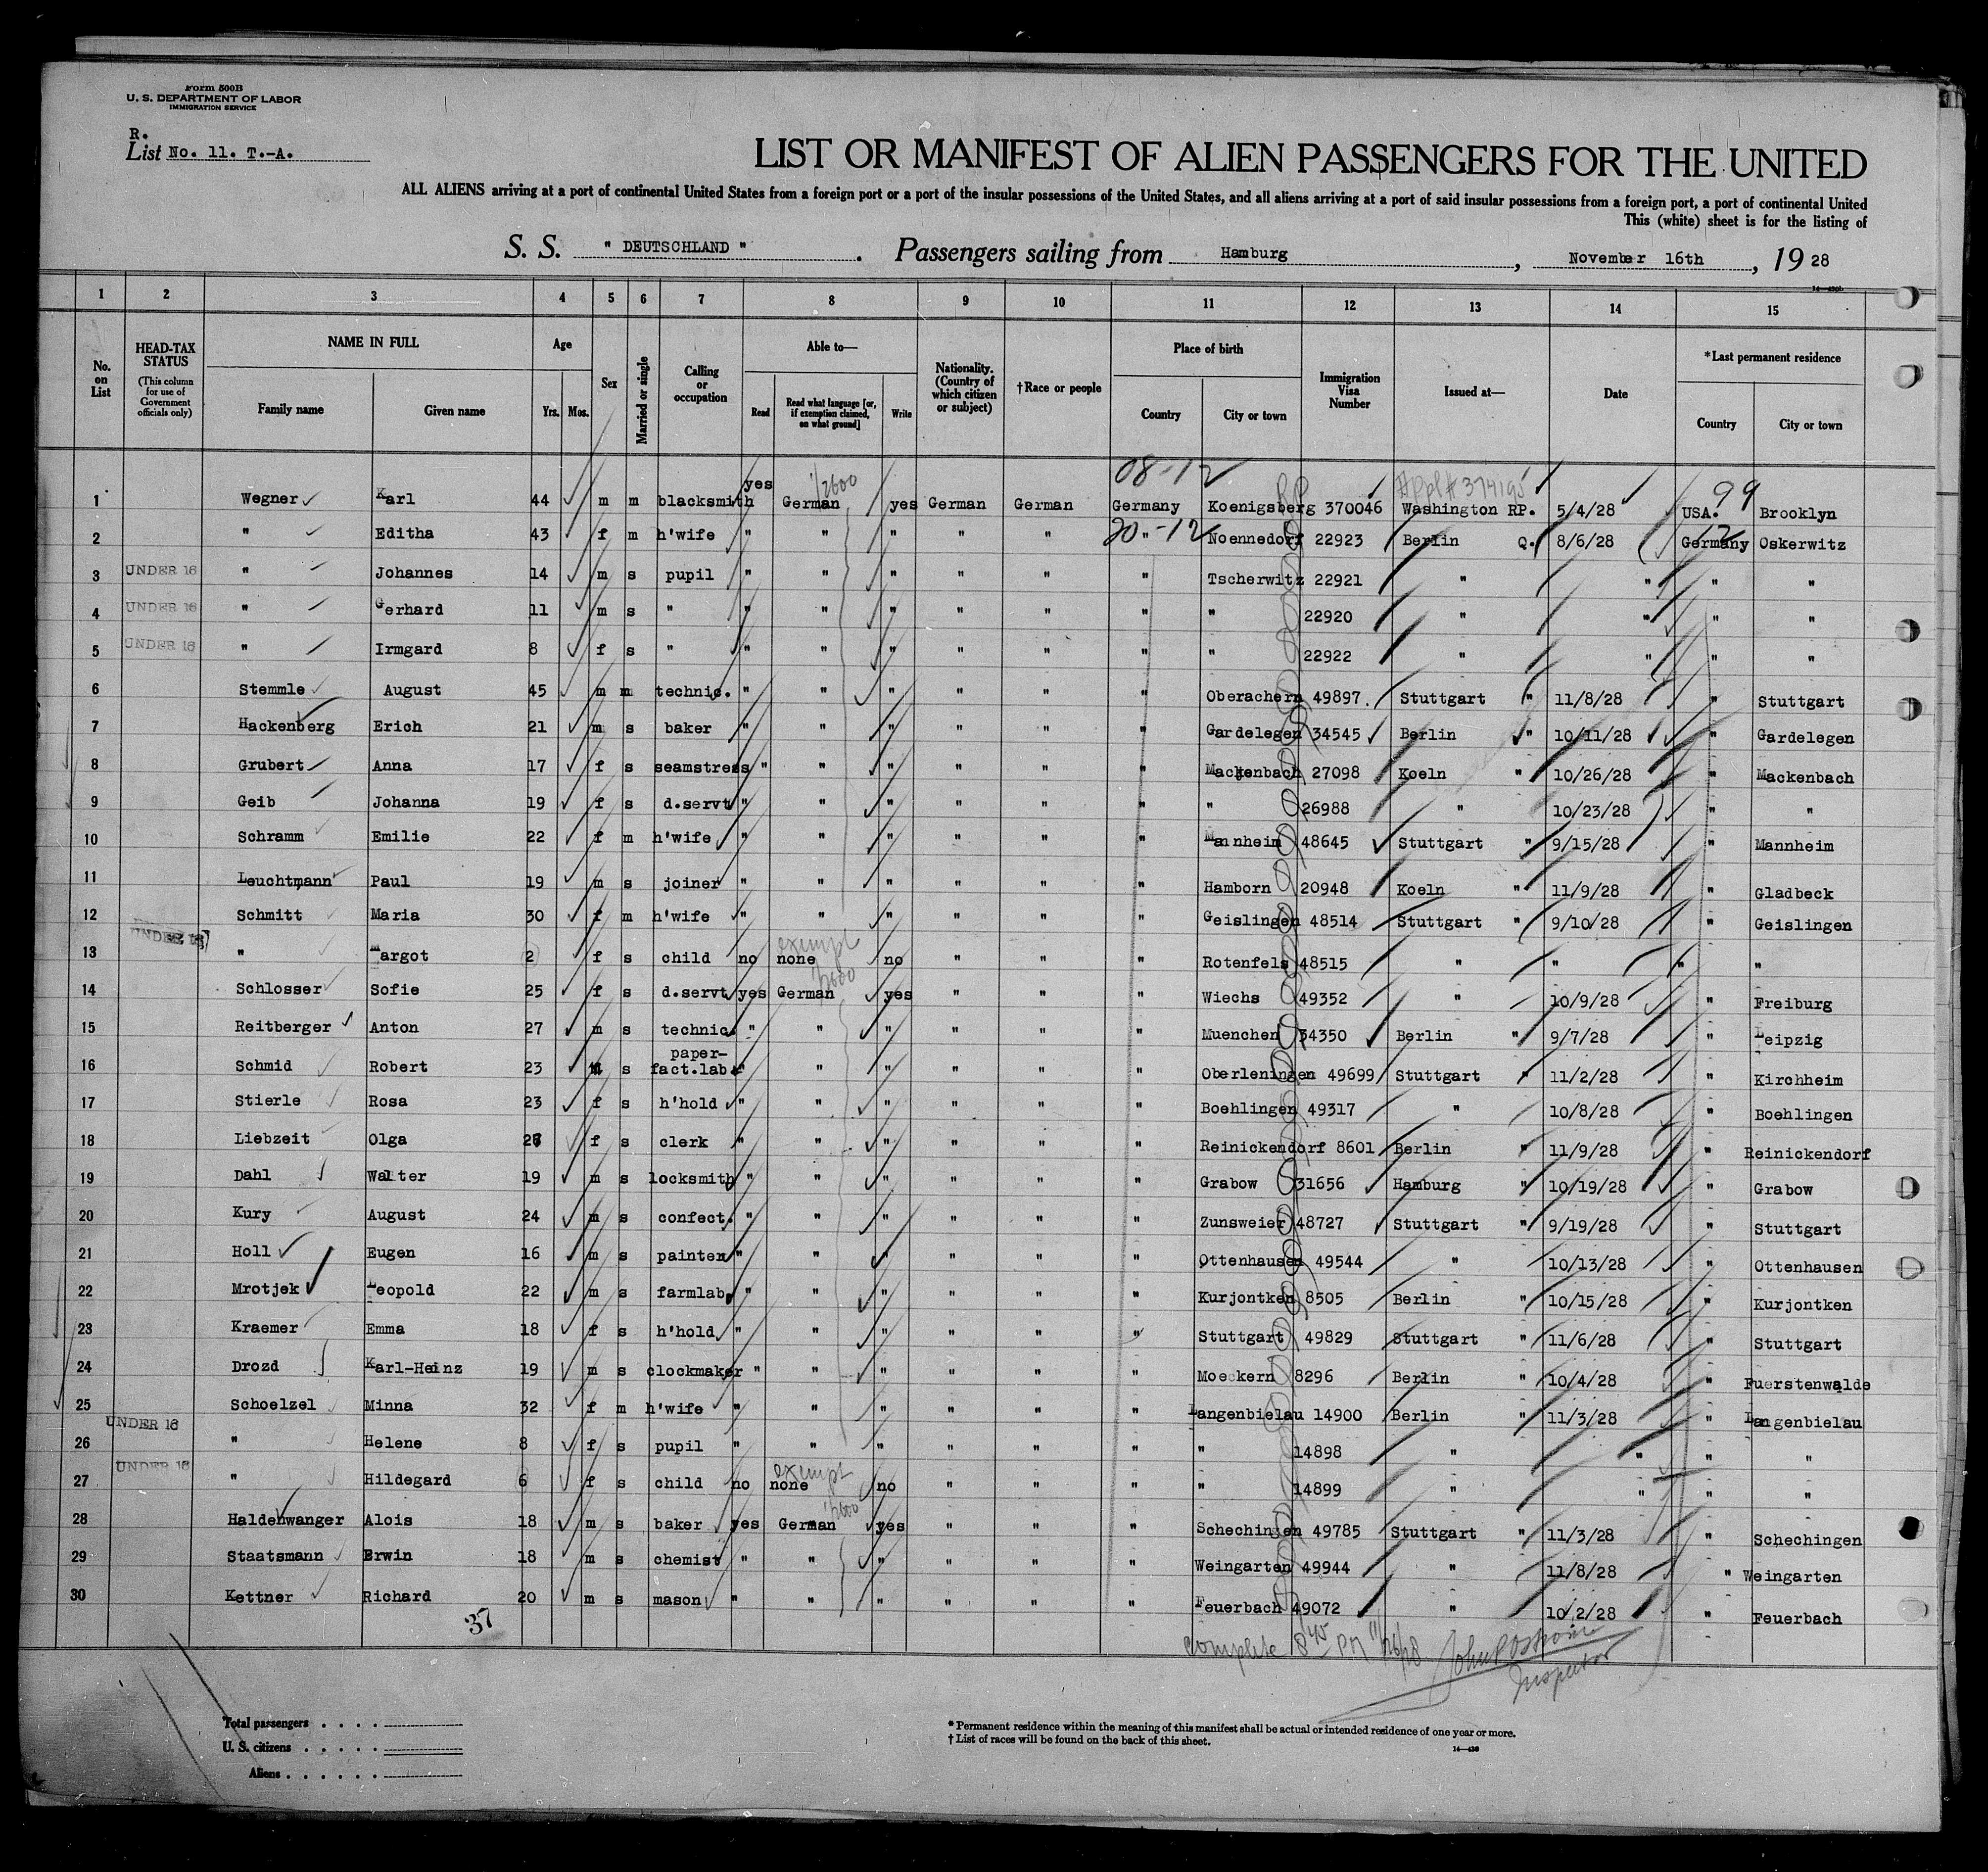 Form 500B
U. S. DEPARTMENT OF LABOR
IMMIGRATION SERVICE
R.
List No. 11. T.-A.
LIST OR MANIFEST OF ALIEN PASSENGERS FOR THE UNITED
ALL ALIENS arriving at a port of continental United States from a foreign port or a port of the insular possessions of the United States, and all aliens arriving at a port of said insular possessions from a foreign port, a port of continental United
This (white) sheet is for the listing of
S. S. " DEUTSCHLAND " . Passengers sailing from Hamburg , November 16th , 19 28
1 2 3 4 5 6 7 8 9 10 11 12 13 14 15
No. on List HEAD-TAX STATUS (This column for use of Government officials only) NAME IN FULL Family name Given name Age Yrs. Mos. Sex Married or single Calling or occupation Able to— Read Read what language [or, if exemption claimed, on what ground] Write Nationality. (Country of which citizen or subject) †Race or people Place of birth Country City or town Immigration Visa Number Issued at— Date *Last permanent residence Country City or town
08-12 1/2600 Appl# 374195 99
1 Wegner Karl 44 m m blacksmith yes German yes German German Germany Koenigsberg 370046 Washington RP. 5/4/28 USA. Brooklyn
20-12 12
2 " Editha 43 f m h'wife " " " " " " Noennedorf 22923 Berlin Q. 8/6/28 Germany Oskerwitz
3 UNDER 16 " Johannes 14 m s pupil " " " " " " Tscherwitz 22921 " " " "
4 UNDER 16 " Gerhard 11 m s " " " " " " " " 22920 " " " "
5 UNDER 16 " Irmgard 8 f s " " " " " " " " 22922 " " " "
6 Stemmle August 45 m m technic. " " " " " " Oberachern 49897. Stuttgart " 11/8/28 " Stuttgart
7 Hackenberg Erich 21 m s baker " " " " " " Gardelegen 34545 Berlin " 10/11/28 " Gardelegen
8 Grubert Anna 17 f s seamstress " " " " " " Mackenbach 27098 Koeln " 10/26/28 " Mackenbach
9 Geib Johanna 19 f s d.servt " " " " " " " 26988 " 10/23/28 " "
10 Schramm Emilie 22 f m h'wife " " " " " " Mannheim 48645 Stuttgart " 9/15/28 " Mannheim
11 Leuchtmann Paul 19 m s joiner " " " " " " Hamborn 20948 Koeln " 11/9/28 " Gladbeck
12 Schmitt Maria 30 f m h'wife " " " " " " Geislingen 48514 Stuttgart " 9/10/28 " Geislingen
UNDER 16 exempt
13 " Margot 2 f s child no none no " " " Rotenfels 48515 " " " "
14 Schlosser Sofie 25 f s d.servt. yes German yes " " " Wiechs 49352 " 10/9/28 " Freiburg
15 Reitberger Anton 27 m s technic. " " " " " " Muenchen 34350 Berlin " 9/7/28 " Leipzig
16 Schmid Robert 23 m s paper-fact.lab. " " " " " " Oberleningen 49699 Stuttgart " 11/2/28 " Kirchheim
17 Stierle Rosa 23 f s h'hold " " " " " " Boehlingen 49317 " 10/8/28 " Boehlingen
18 Liebzeit Olga f s clerk " " " " " " Reinickendorf 8601 Berlin " 11/9/28 " Reinickendorf
19 Dahl Walter 19 m s locksmith " " " " " " Grabow 31656 Hamburg " 10/19/28 " Grabow
20 Kury August 24 m s confect. " " " " " " Zunsweier 48727 Stuttgart " 9/19/28 " Stuttgart
21 Holl Eugen 16 m s painter " " " " " " Ottenhausen 49544 " 10/13/28 " Ottenhausen
22 Mrotjek Leopold 22 m s farmlab. " " " " " " Kurjontken 8505 Berlin " 10/15/28 " Kurjontken
23 Kraemer Emma 18 f s h'hold " " " " " " Stuttgart 49829 Stuttgart " 11/6/28 " Stuttgart
24 Drozd Karl-Heinz 19 m s clockmaker " " " " " " Moeckern 8296 Berlin " 10/4/28 " Fuerstenwalde
25 Schoelzel Minna 32 f m h'wife " " " " " " Langenbielau 14900 Berlin " 11/3/28 " Langenbielau
UNDER 16
26 " Helene 8 f s pupil " " " " " " " 14898 " " " "
UNDER 16 exempt
27 " Hildegard 6 f s child no none no " " " " 14899 " " " "
28 Haldenwanger Alois 18 m s baker yes German yes " " " Schechingen 49785 Stuttgart " 11/3/28 " Schechingen
29 Staatsmann Erwin 18 m s chemist " " " " " " Weingarten 49944 " 11/8/28 " Weingarten
30 Kettner Richard 20 m s mason " " " " " " Feuerbach 49072 " 10/2/28 " Feuerbach
37
complete 8 45 PM 11/26/28
Inspector
Total passengers . . . .
U. S. citizens . . . . .
Aliens . . . . . .
* Permanent residence within the meaning of this manifest shall be actual or intended residence of one year or more.
† List of races will be found on the back of this sheet.